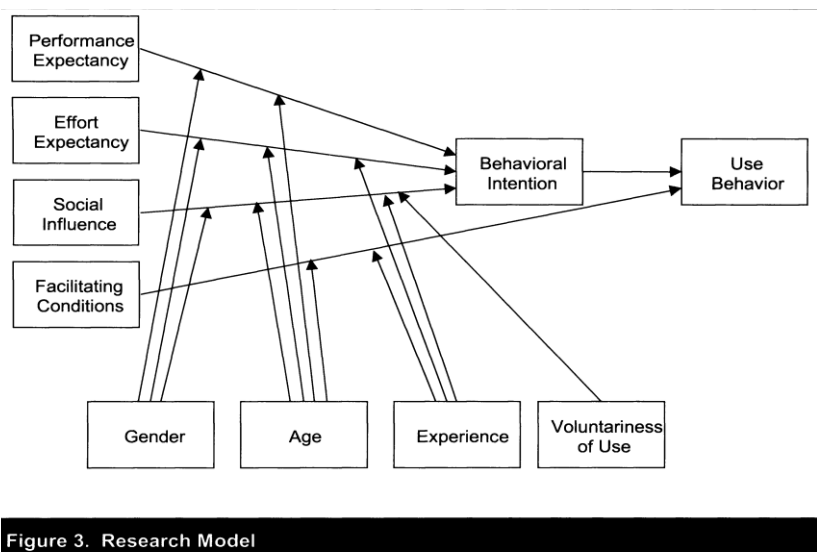 Performance
Expectancy
Effort
Expectancy
Social
Influence
Facilitating
Conditions
Behavioral
Intention
Use
Behavior
Gender
Age
Experience
Voluntariness
of Use
Figure 3. Research Model